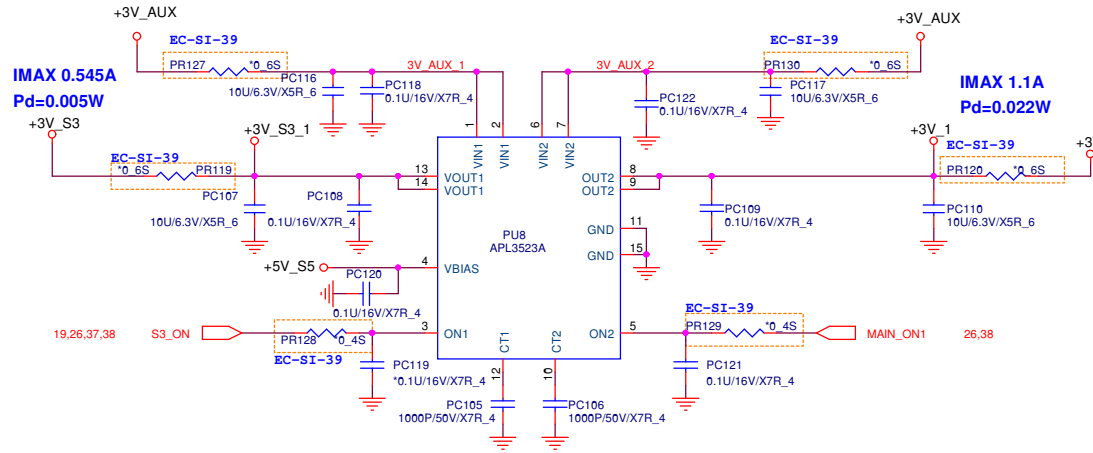 +3V_AUX
EC-SI-39
PR127
*0_6S
3V_AUX_1
PC116
10U/6.3V/X5R_6
PC118
0.1U/16V/X7R_4
IMAX 0.545A
Pd=0.005W
+3V_AUX
EC-SI-39
PR130
*0_6S
3V_AUX_2
PC117
10U/6.3V/X5R_6
PC122
0.1U/16V/X7R_4
IMAX 1.1A
Pd=0.022W
+3V_S3
+3V_S3_1
EC-SI-39
*0_6S
PR119
PC107
10U/6.3V/X5R_6
PC108
0.1U/16V/X7R_4
1
2
6
7
VIN1
VIN1
VIN2
VIN2
13
VOUT1
14
VOUT1
8
OUT2
9
OUT2
11
GND
15
GND
PU8
APL3523A
4
VBIAS
3
ON1
5
ON2
CT1
CT2
12
10
+3V_1
EC-SI-39
PR120
*0_6S
+3
PC109
0.1U/16V/X7R_4
PC110
10U/6.3V/X5R_6
+5V_S5
PC120
0.1U/16V/X7R_4
19,26,37,38
S3_ON
PR128
*0_4S
EC-SI-39
PC119
*0.1U/16V/X7R_4
EC-SI-39
PR129
*0_4S
MAIN_ON1
26,38
PC121
0.1U/16V/X7R_4
PC105
1000P/50V/X7R_4
PC106
1000P/50V/X7R_4